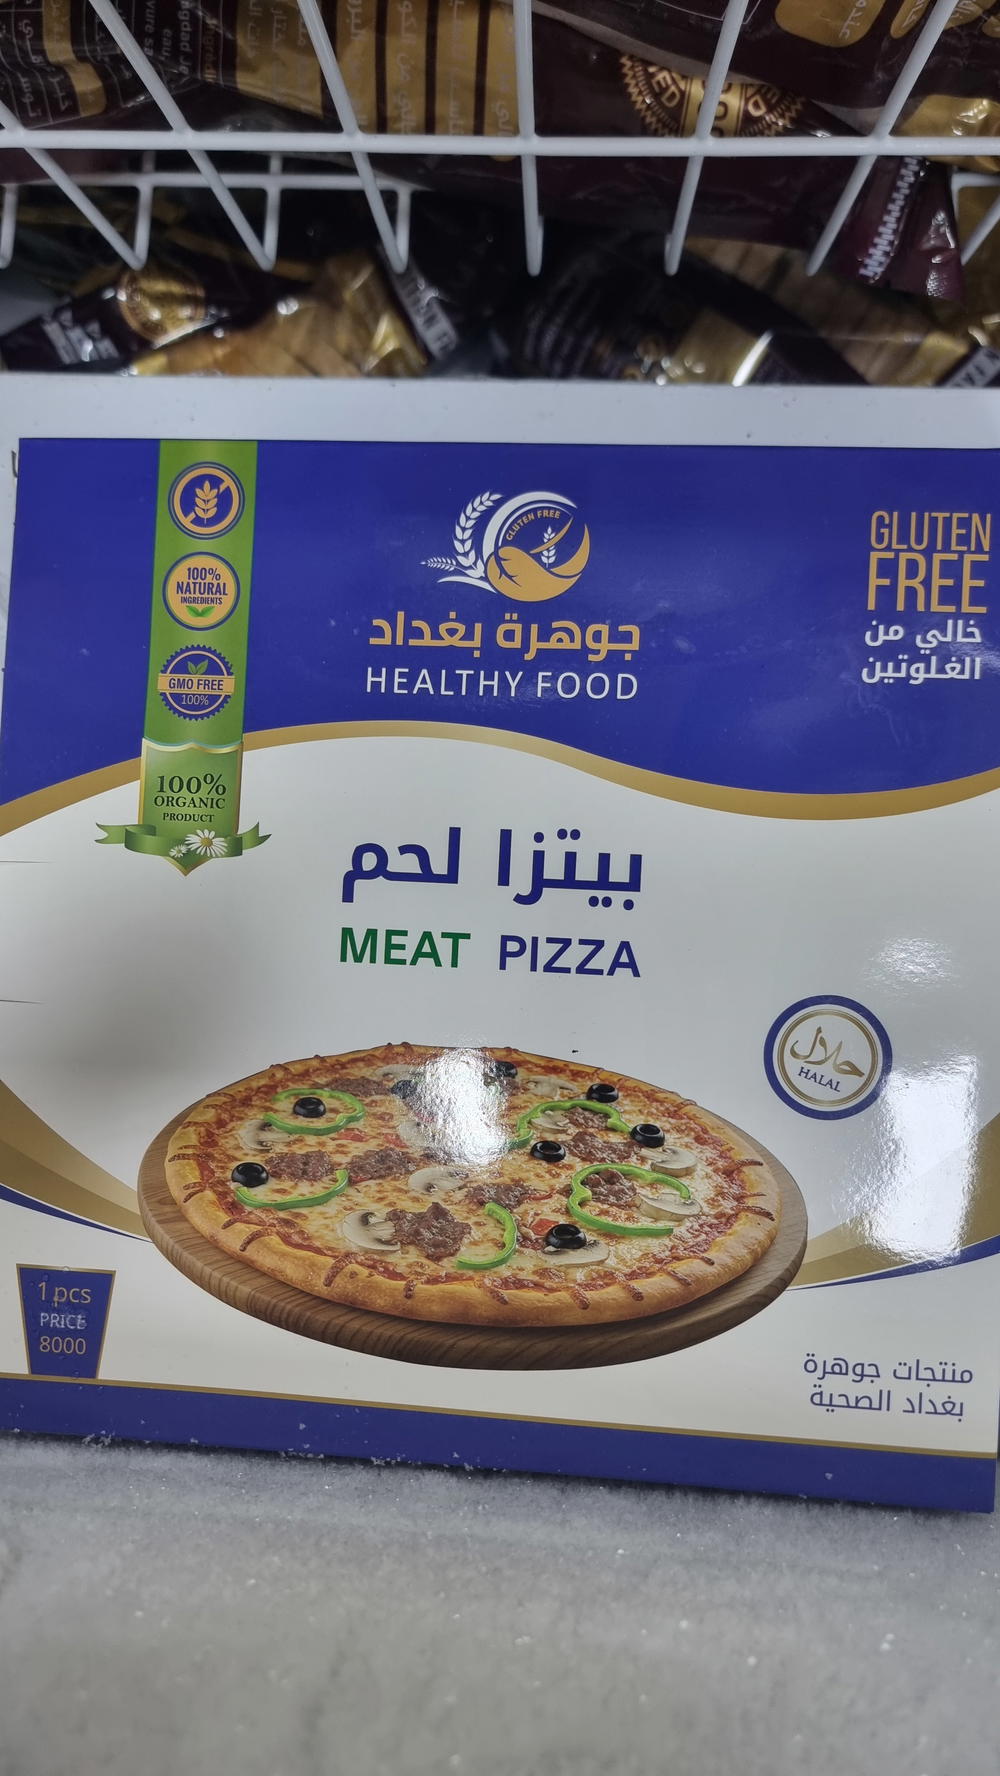 GLUTEN FREE
جوهرة بغداد
HEALTHY FOOD
GLUTEN
FREE
خالي من
الغلوتين
100%
NATURAL
INGREDIENTS
GMO FREE
100%
100%
ORGANIC
PRODUCT
بيتزا لحم
MEAT PIZZA
حلال
HALAL
1 pcs
PRICE
8000
منتجات جوهرة
بغداد الصحية